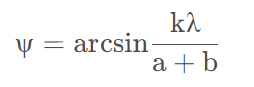 ψ = arcsin kλ / (a + b)